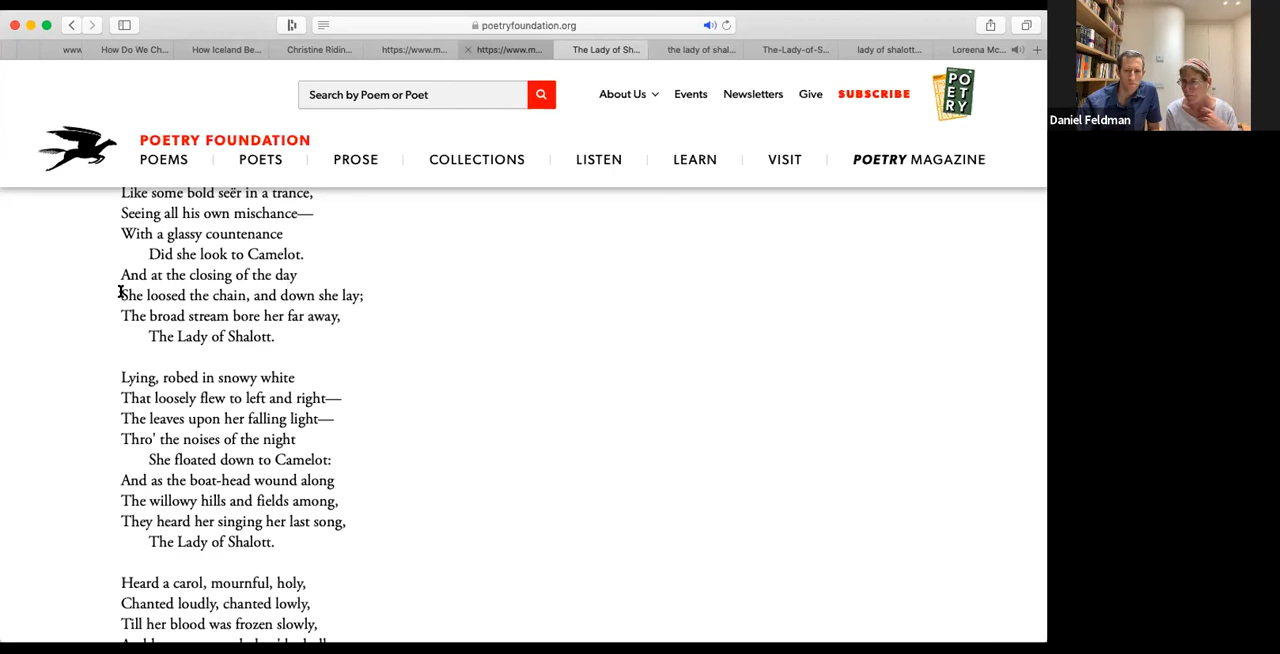 poetryfoundation.org
www
How Do We Ch...
How Iceland Be...
Christine Ridin...
https://www.m...
https://www.m...
The Lady of Sh...
the lady of shal...
The-Lady-of-S...
lady of shalott...
Loreena Mc...
Search by Poem or Poet
About Us
Events
Newsletters
Give
SUBSCRIBE
POETRY
POETRY FOUNDATION
POEMS
POETS
PROSE
COLLECTIONS
LISTEN
LEARN
VISIT
POETRY MAGAZINE
Daniel Feldman
Like some bold seër in a trance,
Seeing all his own mischance—
With a glassy countenance
Did she look to Camelot.
And at the closing of the day
She loosed the chain, and down she lay;
The broad stream bore her far away,
The Lady of Shalott.
Lying, robed in snowy white
That loosely flew to left and right—
The leaves upon her falling light—
Thro' the noises of the night
She floated down to Camelot:
And as the boat-head wound along
The willowy hills and fields among,
They heard her singing her last song,
The Lady of Shalott.
Heard a carol, mournful, holy,
Chanted loudly, chanted lowly,
Till her blood was frozen slowly,